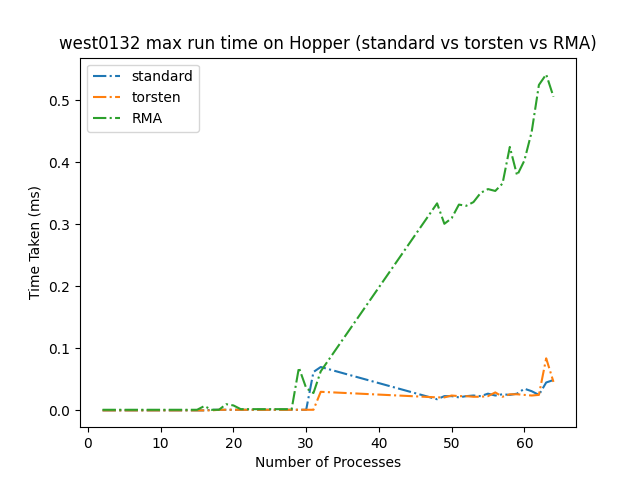 west0132 max run time on Hopper (standard vs torsten vs RMA)
standard
torsten
RMA
0.5
0.4
0.3
0.2
0.1
0.0
Time Taken (ms)
0 10 20 30 40 50 60
Number of Processes